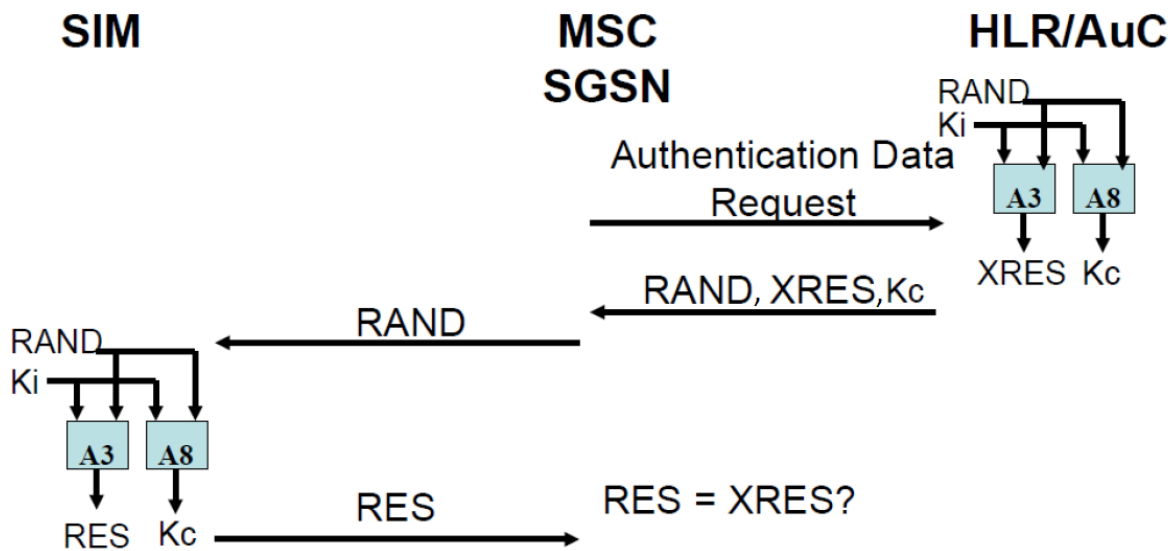 SIM
MSC
SGSN
HLR/AuC
RAND
Ki
A3
A8
XRES
Kc
Authentication Data
Request
RAND, XRES,Kc
RAND
RAND
Ki
A3
A8
RES
Kc
RES
RES = XRES?